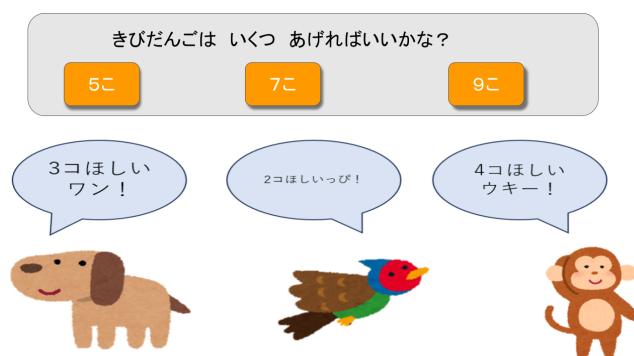 きびだんごは　いくつ　あげればいいかな？
5こ
7こ
9こ
3コほしい
ワン！
2コほしいっぴ！
4コほしい
ウキー！